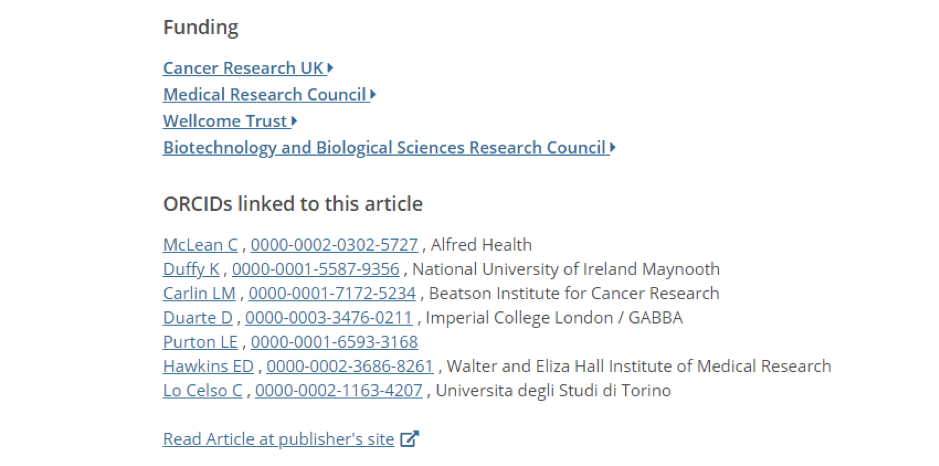 Funding
Cancer Research UK
Medical Research Council
Wellcome Trust
Biotechnology and Biological Sciences Research Council
ORCIDs linked to this article
McLean C , 0000-0002-0302-5727 , Alfred Health
Duffy K , 0000-0001-5587-9356 , National University of Ireland Maynooth
Carlin LM , 0000-0001-7172-5234 , Beatson Institute for Cancer Research
Duarte D , 0000-0003-3476-0211 , Imperial College London / GABBA
Purton LE , 0000-0001-6593-3168
Hawkins ED , 0000-0002-3686-8261 , Walter and Eliza Hall Institute of Medical Research
Lo Celso C , 0000-0002-1163-4207 , Universita degli Studi di Torino
Read Article at publisher's site